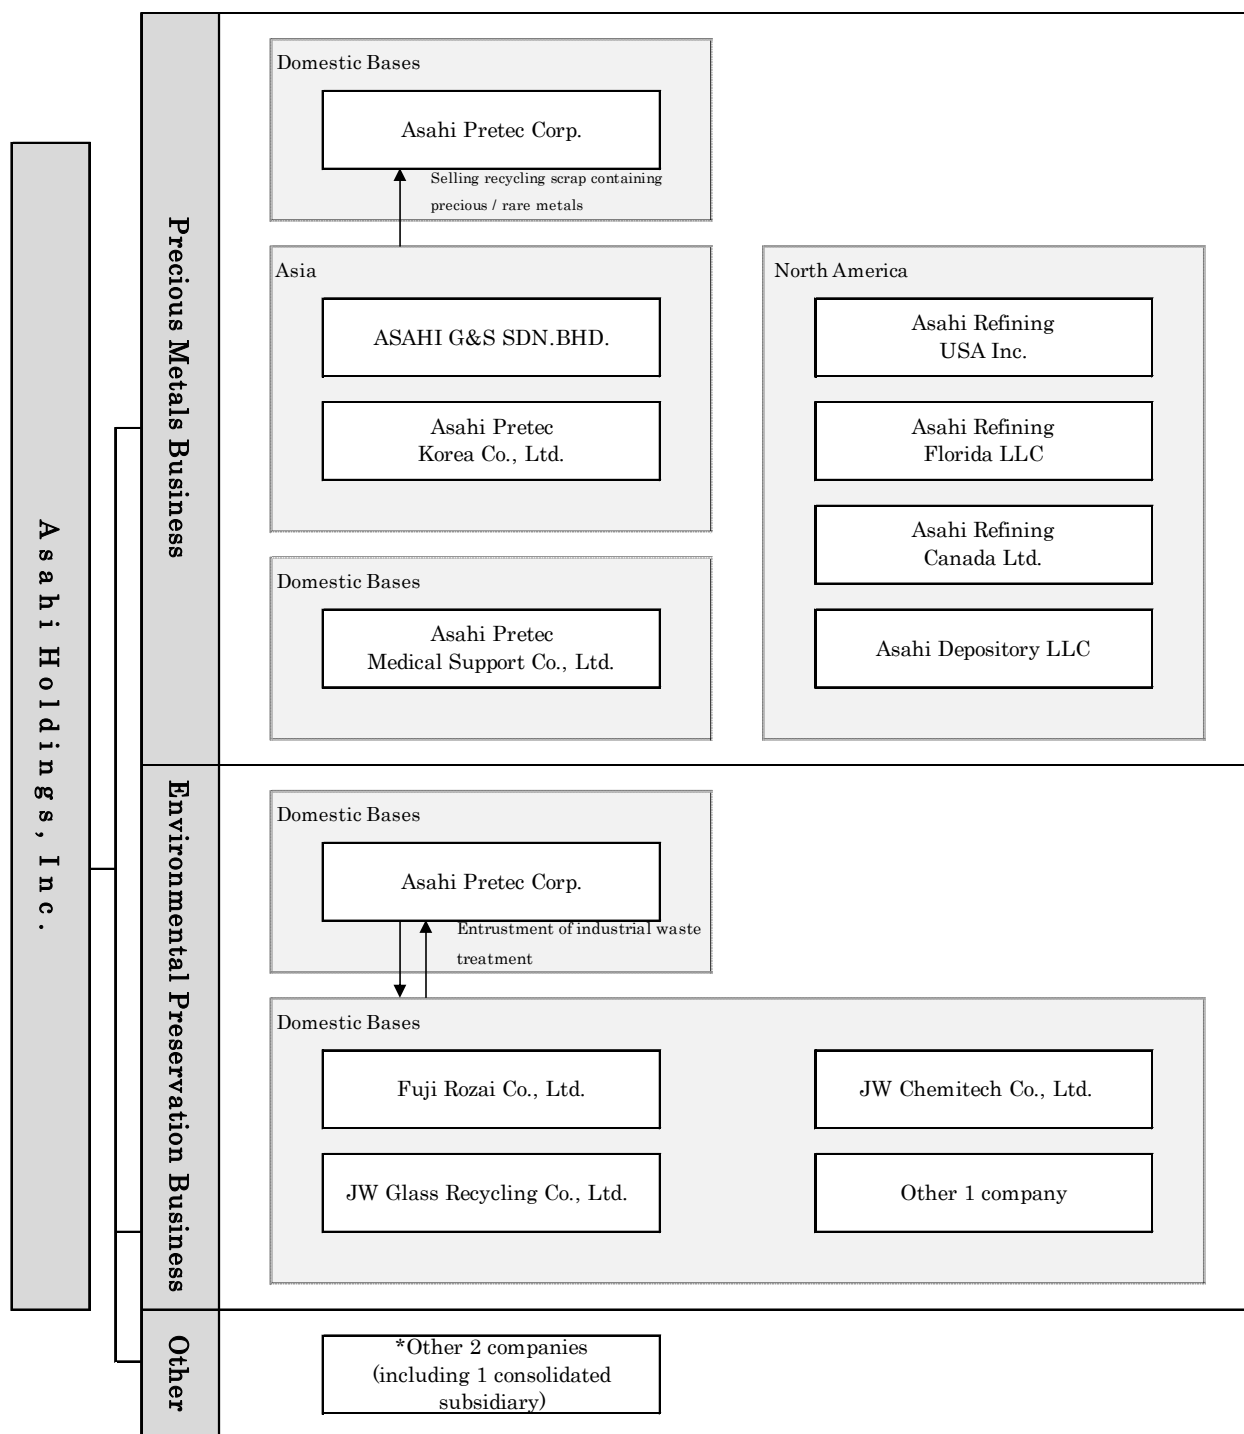 Asahi Holdings, Inc.
Precious Metals Business
Domestic Bases
Asahi Pretec Corp.
Selling recycling scrap containing
precious / rare metals
Asia
ASAHI G&S SDN.BHD.
Asahi Pretec
Korea Co., Ltd.
North America
Asahi Refining
USA Inc.
Asahi Refining
Florida LLC
Asahi Refining
Canada Ltd.
Asahi Depository LLC
Domestic Bases
Asahi Pretec
Medical Support Co., Ltd.
Environmental Preservation Business
Domestic Bases
Asahi Pretec Corp.
Entrustment of industrial waste
treatment
Domestic Bases
Fuji Rozai Co., Ltd.
JW Chemitech Co., Ltd.
JW Glass Recycling Co., Ltd.
Other 1 company
Other
*Other 2 companies
(including 1 consolidated
subsidiary)